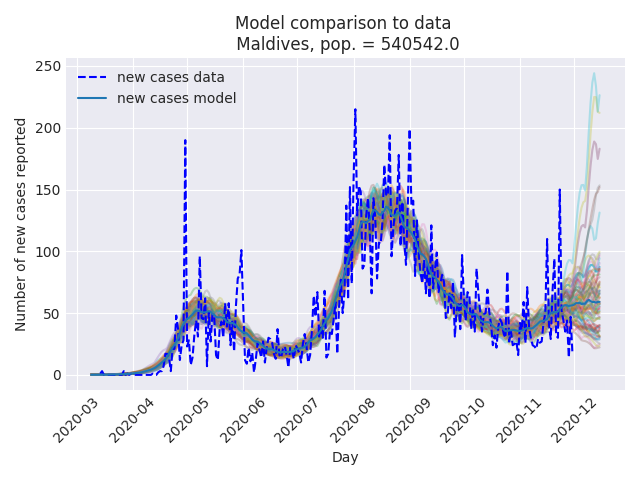 Model comparison to data
Maldives, pop. = 540542.0
new cases data
new cases model
Number of new cases reported
250
200
150
100
50
0
2020-03
2020-04
2020-05
2020-06
2020-07
2020-08
2020-09
2020-10
2020-11
2020-12
Day